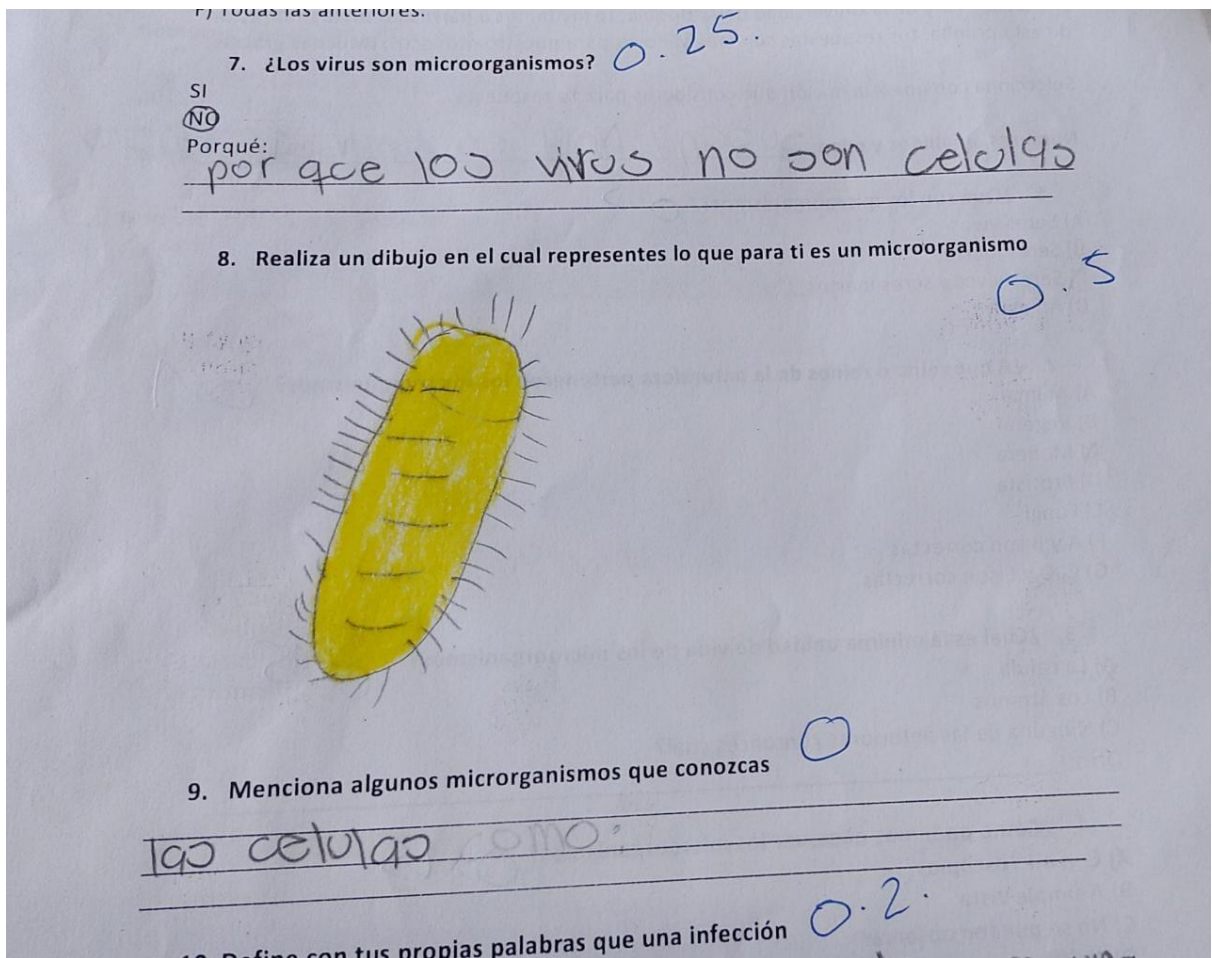 F) Todas las anteriores.
7. ¿Los virus son microorganismos? 0.25.
SI
NO
Porqué:
por que los virus no son celulas
8. Realiza un dibujo en el cual representes lo que para ti es un microorganismo
0 5
9. Menciona algunos microrganismos que conozcas 0
las celulas como:
10. Define con tus propias palabras que una infección 0.2.